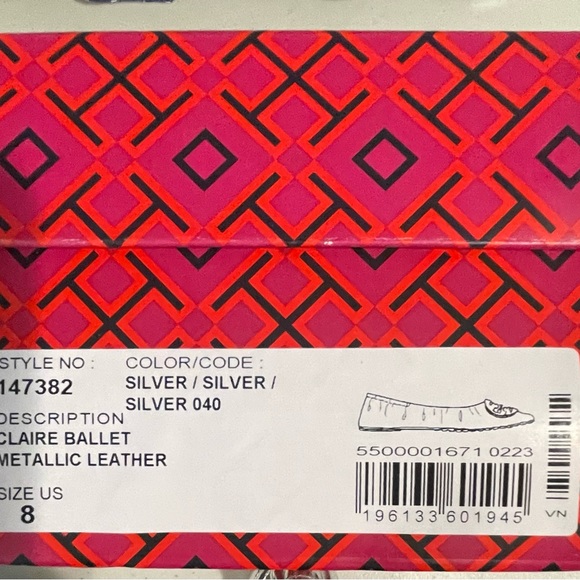 STYLE NO :
147382
COLOR/CODE :
SILVER / SILVER /
SILVER 040
DESCRIPTION
CLAIRE BALLET
METALLIC LEATHER
SIZE US
8
5500001671 0223
196133 601945
VN